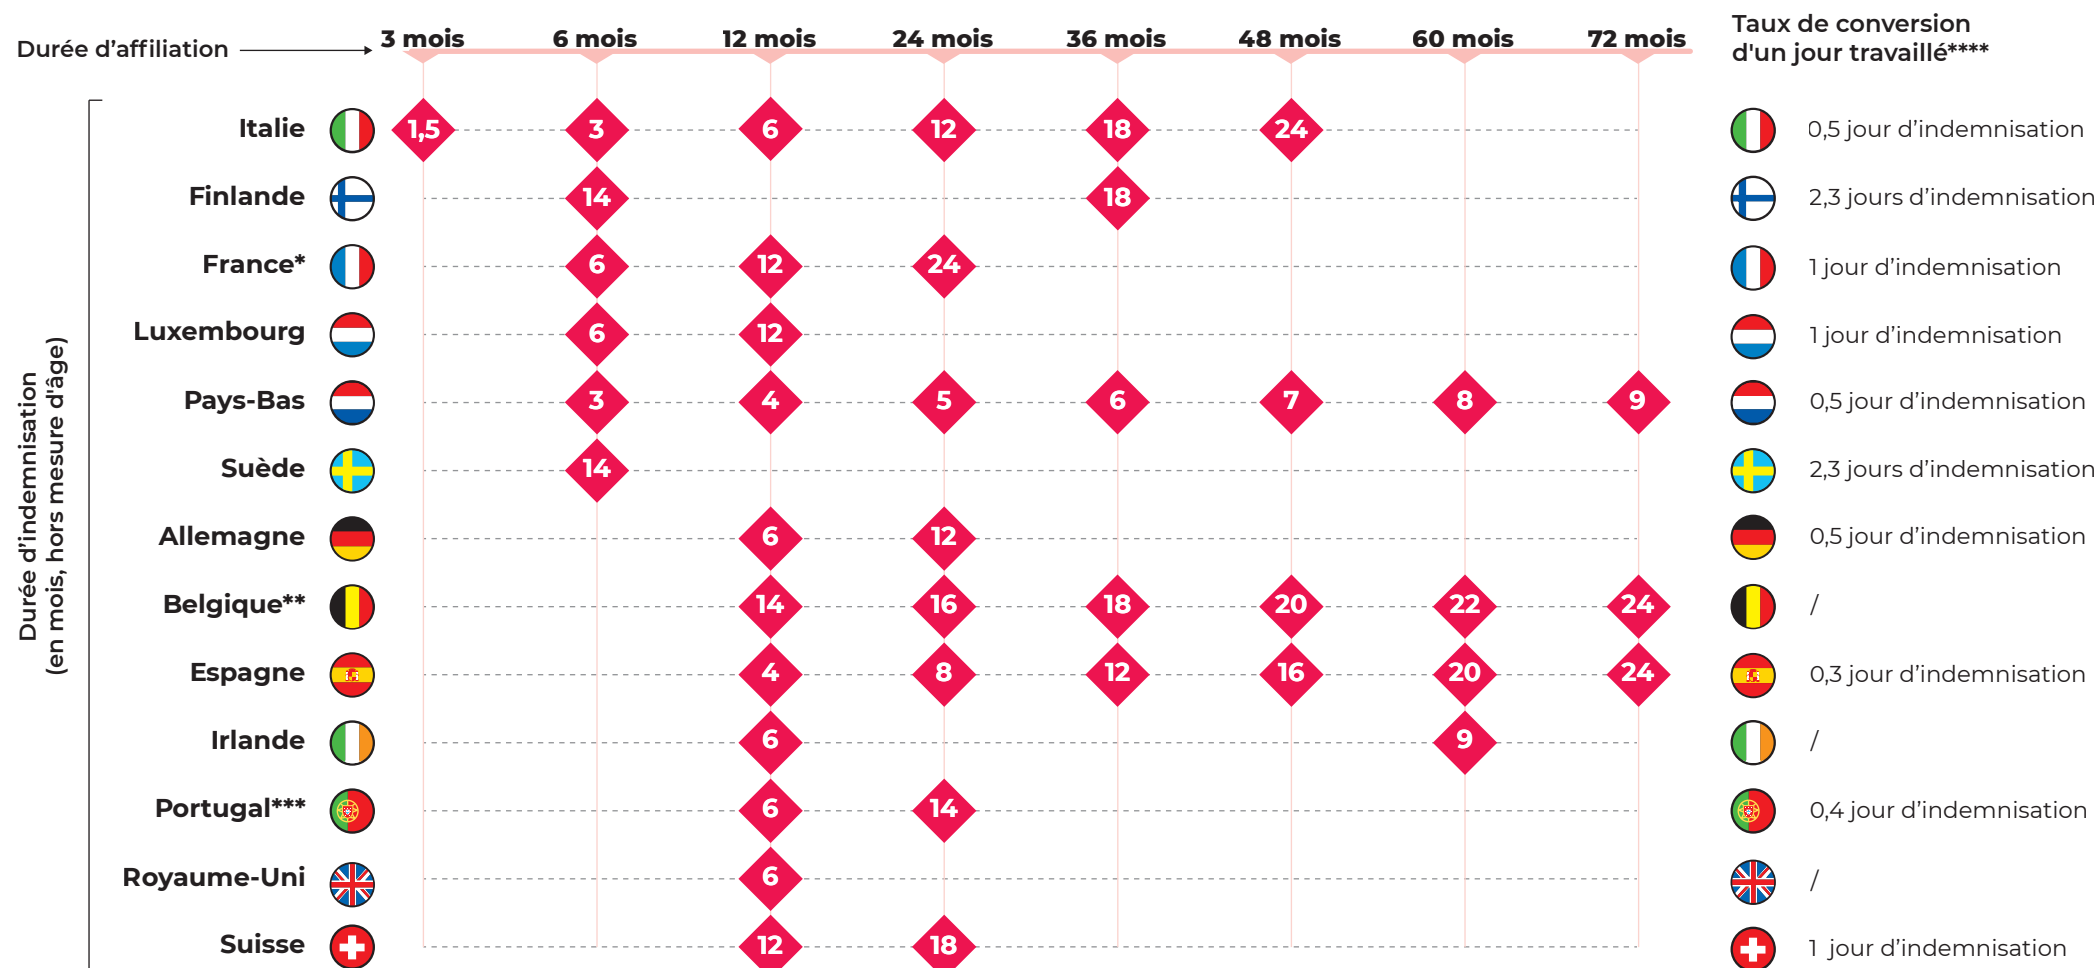 Durée d'affiliation
3 mois 6 mois 12 mois 24 mois 36 mois 48 mois 60 mois 72 mois
Taux de conversion
d'un jour travaillé****
Durée d'indemnisation
(en mois, hors mesure d'âge)
Italie 1,5 3 6 12 18 24 0,5 jour d'indemnisation
Finlande 14 18 2,3 jours d'indemnisation
France* 6 12 24 1 jour d'indemnisation
Luxembourg 6 12 1 jour d'indemnisation
Pays-Bas 3 4 5 6 7 8 9 0,5 jour d'indemnisation
Suède 14 2,3 jours d'indemnisation
Allemagne 6 12 0,5 jour d'indemnisation
Belgique** 14 16 18 20 22 24 /
Espagne 4 8 12 16 20 24 0,3 jour d'indemnisation
Irlande 6 9 /
Portugal*** 6 14 0,4 jour d'indemnisation
Royaume-Uni 6 /
Suisse 12 18 1 jour d'indemnisation